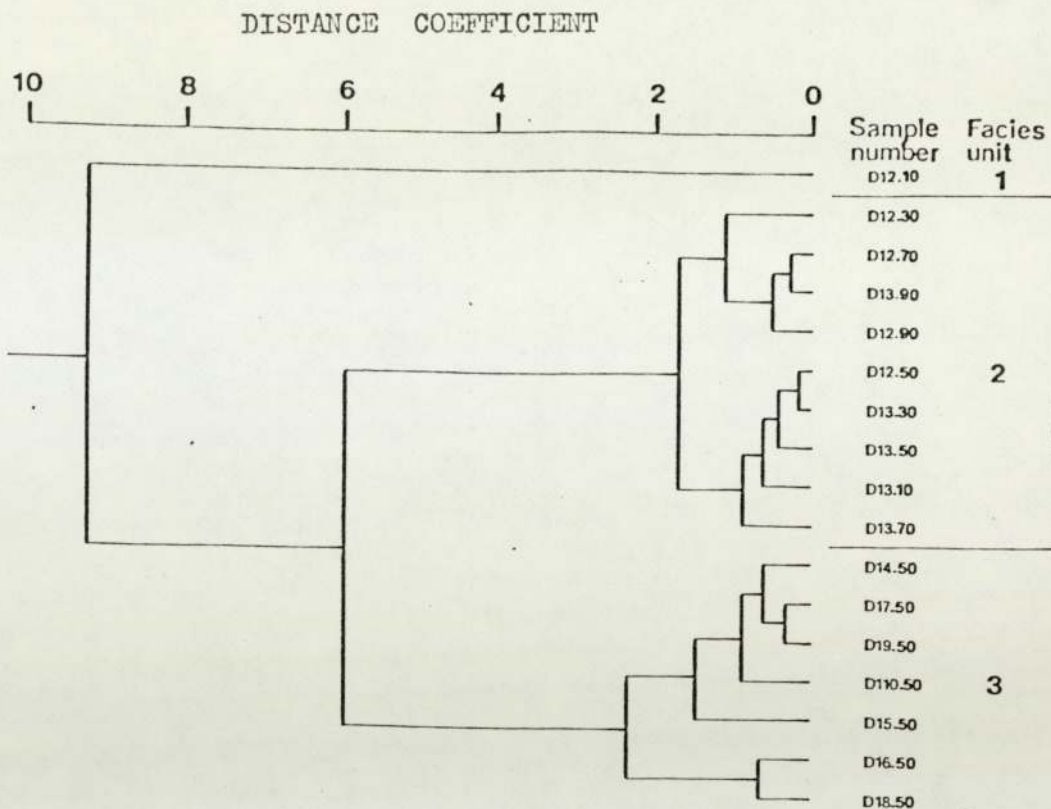 DISTANCE COEFFICIENT
10 8 6 4 2 0
Sample Facies
number unit
D12.10 1
D12.30
D12.70
D13.90
D12.90
D12.50 2
D13.30
D13.50
D13.10
D13.70
D14.50
D17.50
D19.50
D110.50 3
D15.50
D16.50
D18.50